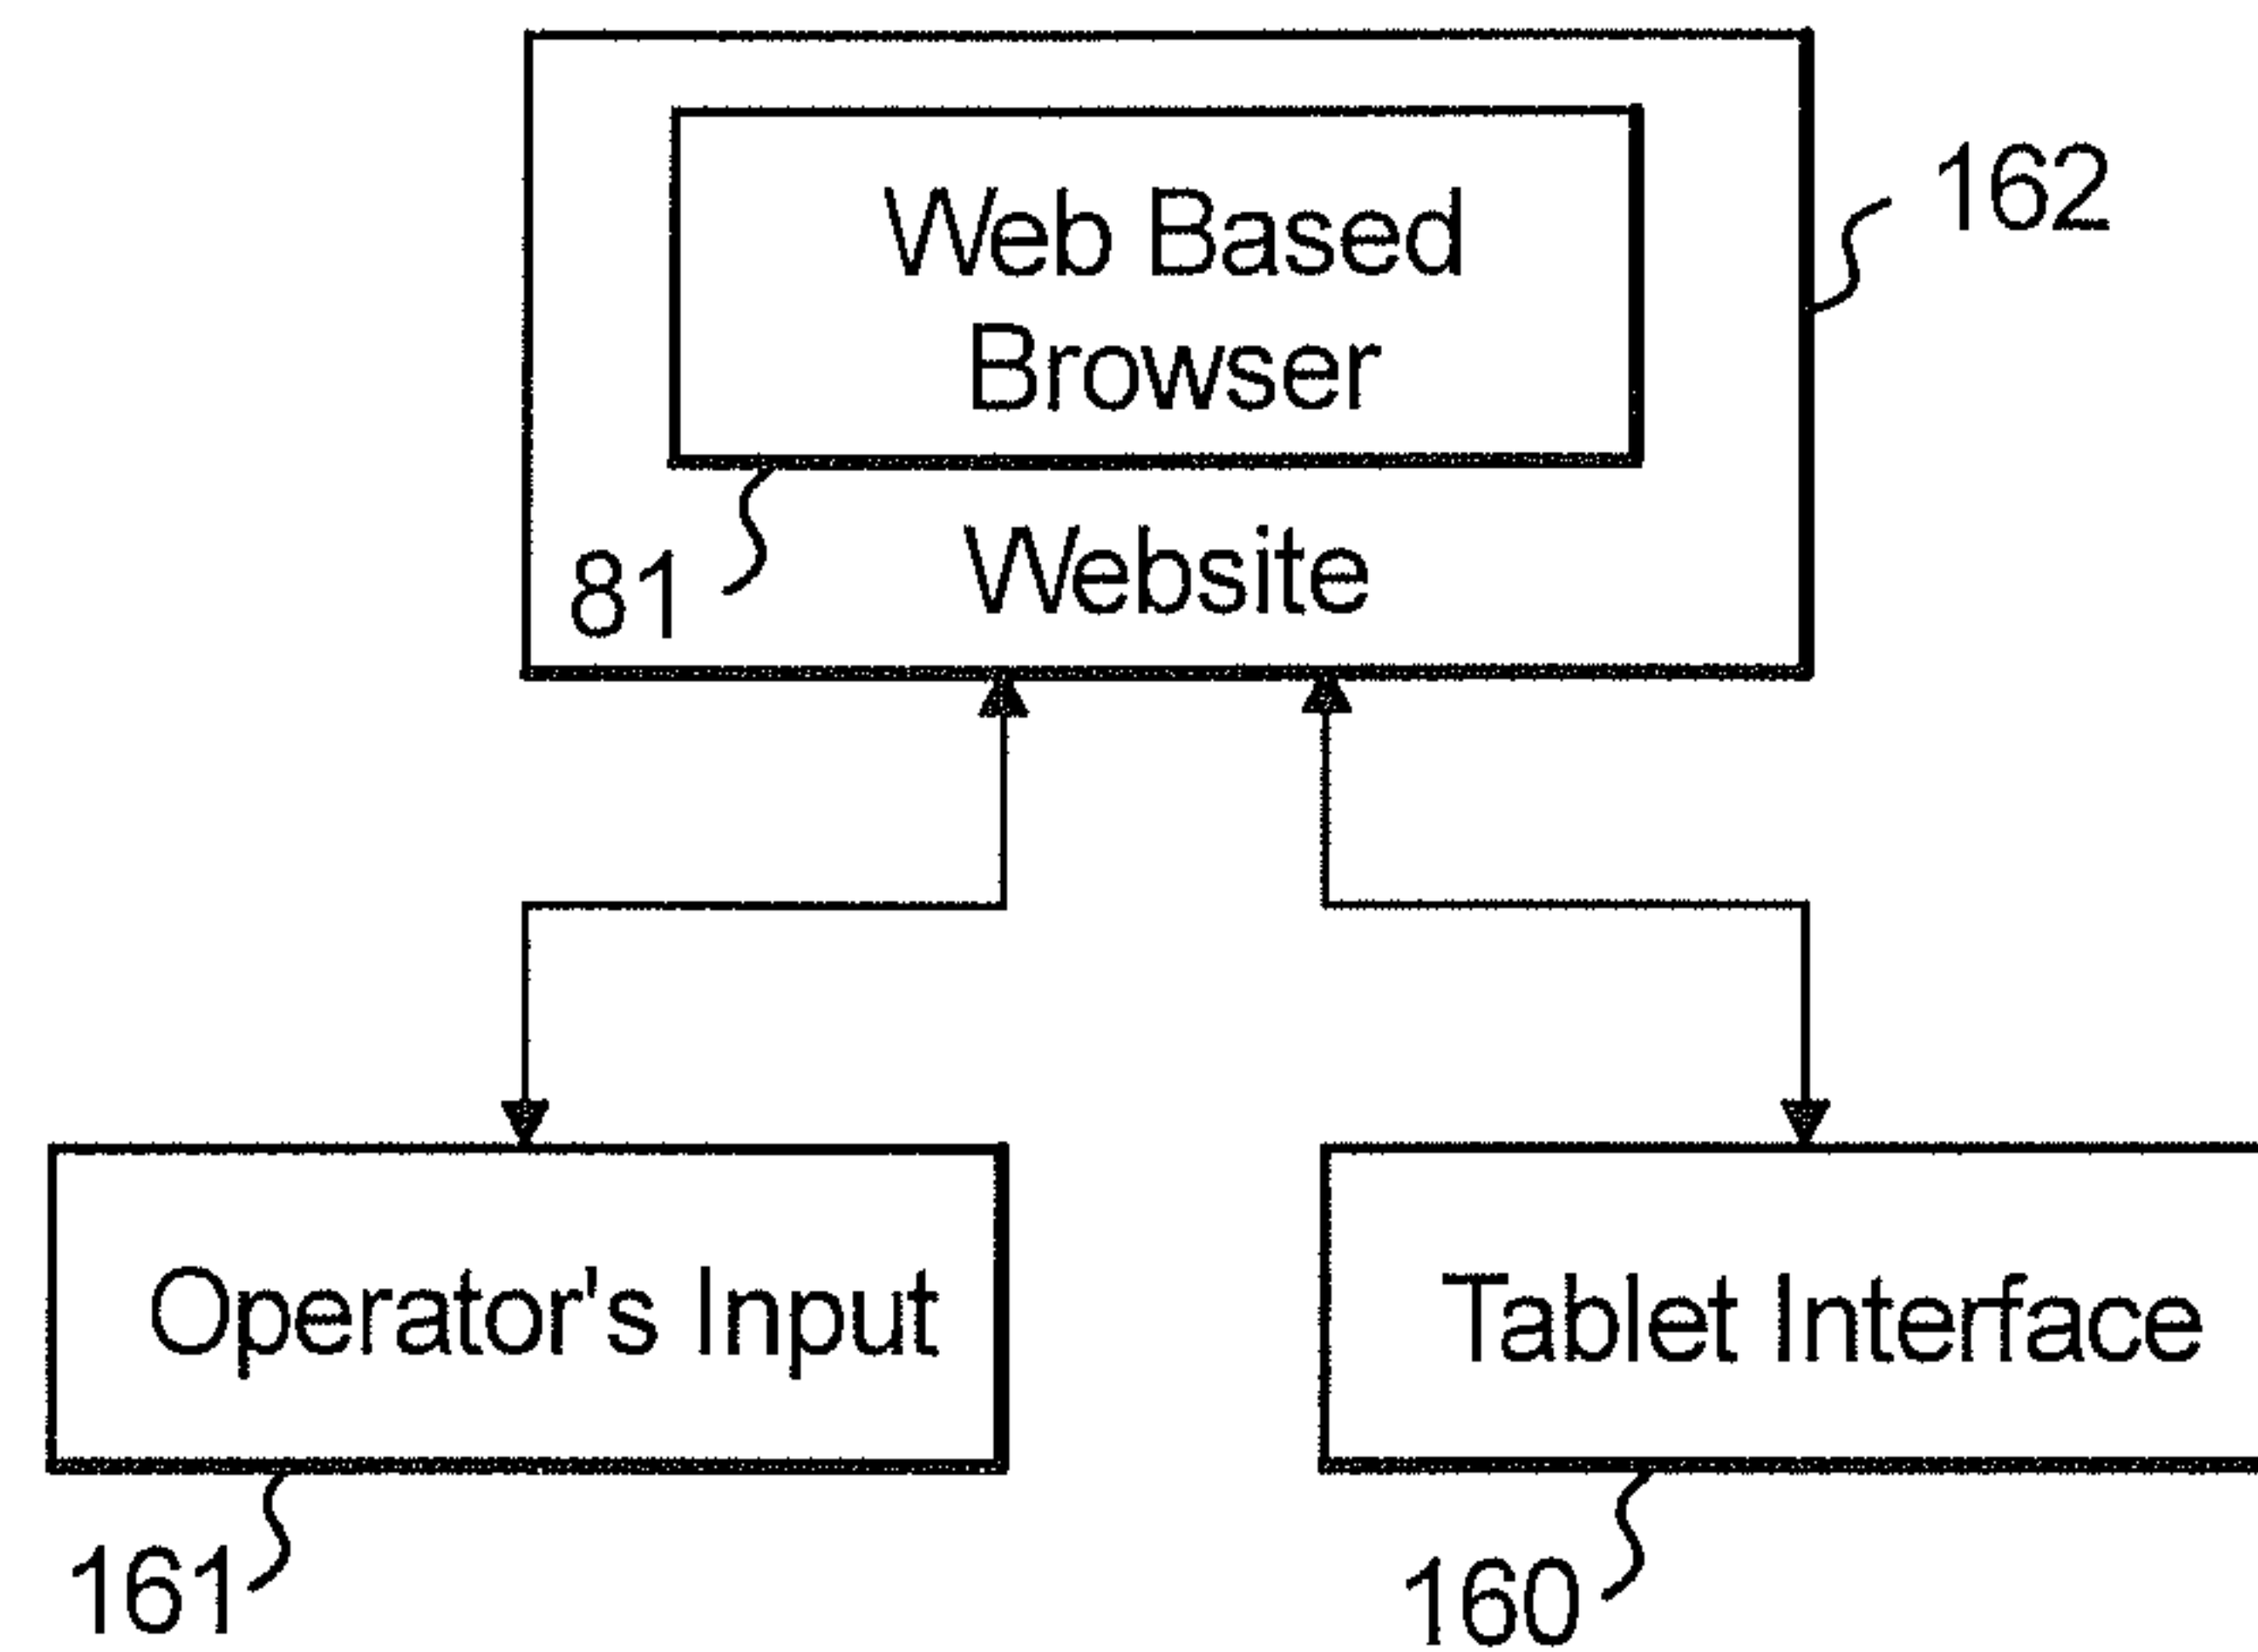 Web Based
Browser
162
81
Website
Operator's Input
Tablet Interface
161
160